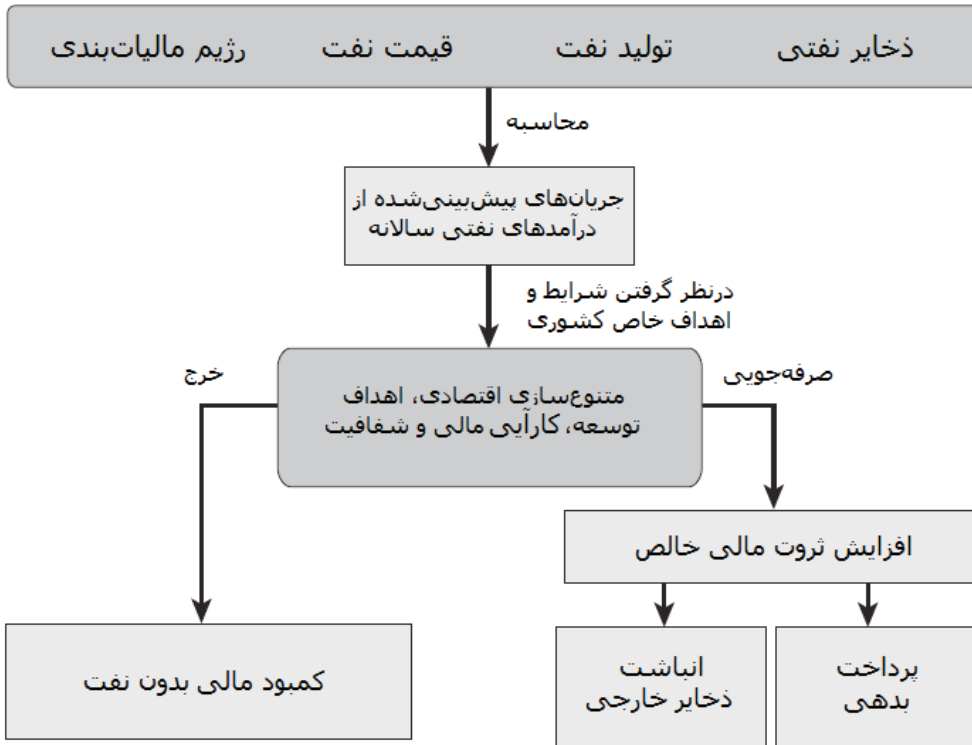 ذخایر نفتی تولید نفت قیمت نفت رژیم مالیات‌بندی
محاسبه
جریان‌های پیش‌بینی‌شده از
درآمدهای نفتی سالانه
درنظر گرفتن شرایط و
اهداف خاص کشوری
متنوع‌سازی اقتصادی، اهداف
توسعه، کارآیی مالی و شفافیت
صرفه‌جویی
خرج
افزایش ثروت مالی خالص
پرداخت
بدهی
انباشت
ذخایر خارجی
کمبود مالی بدون نفت